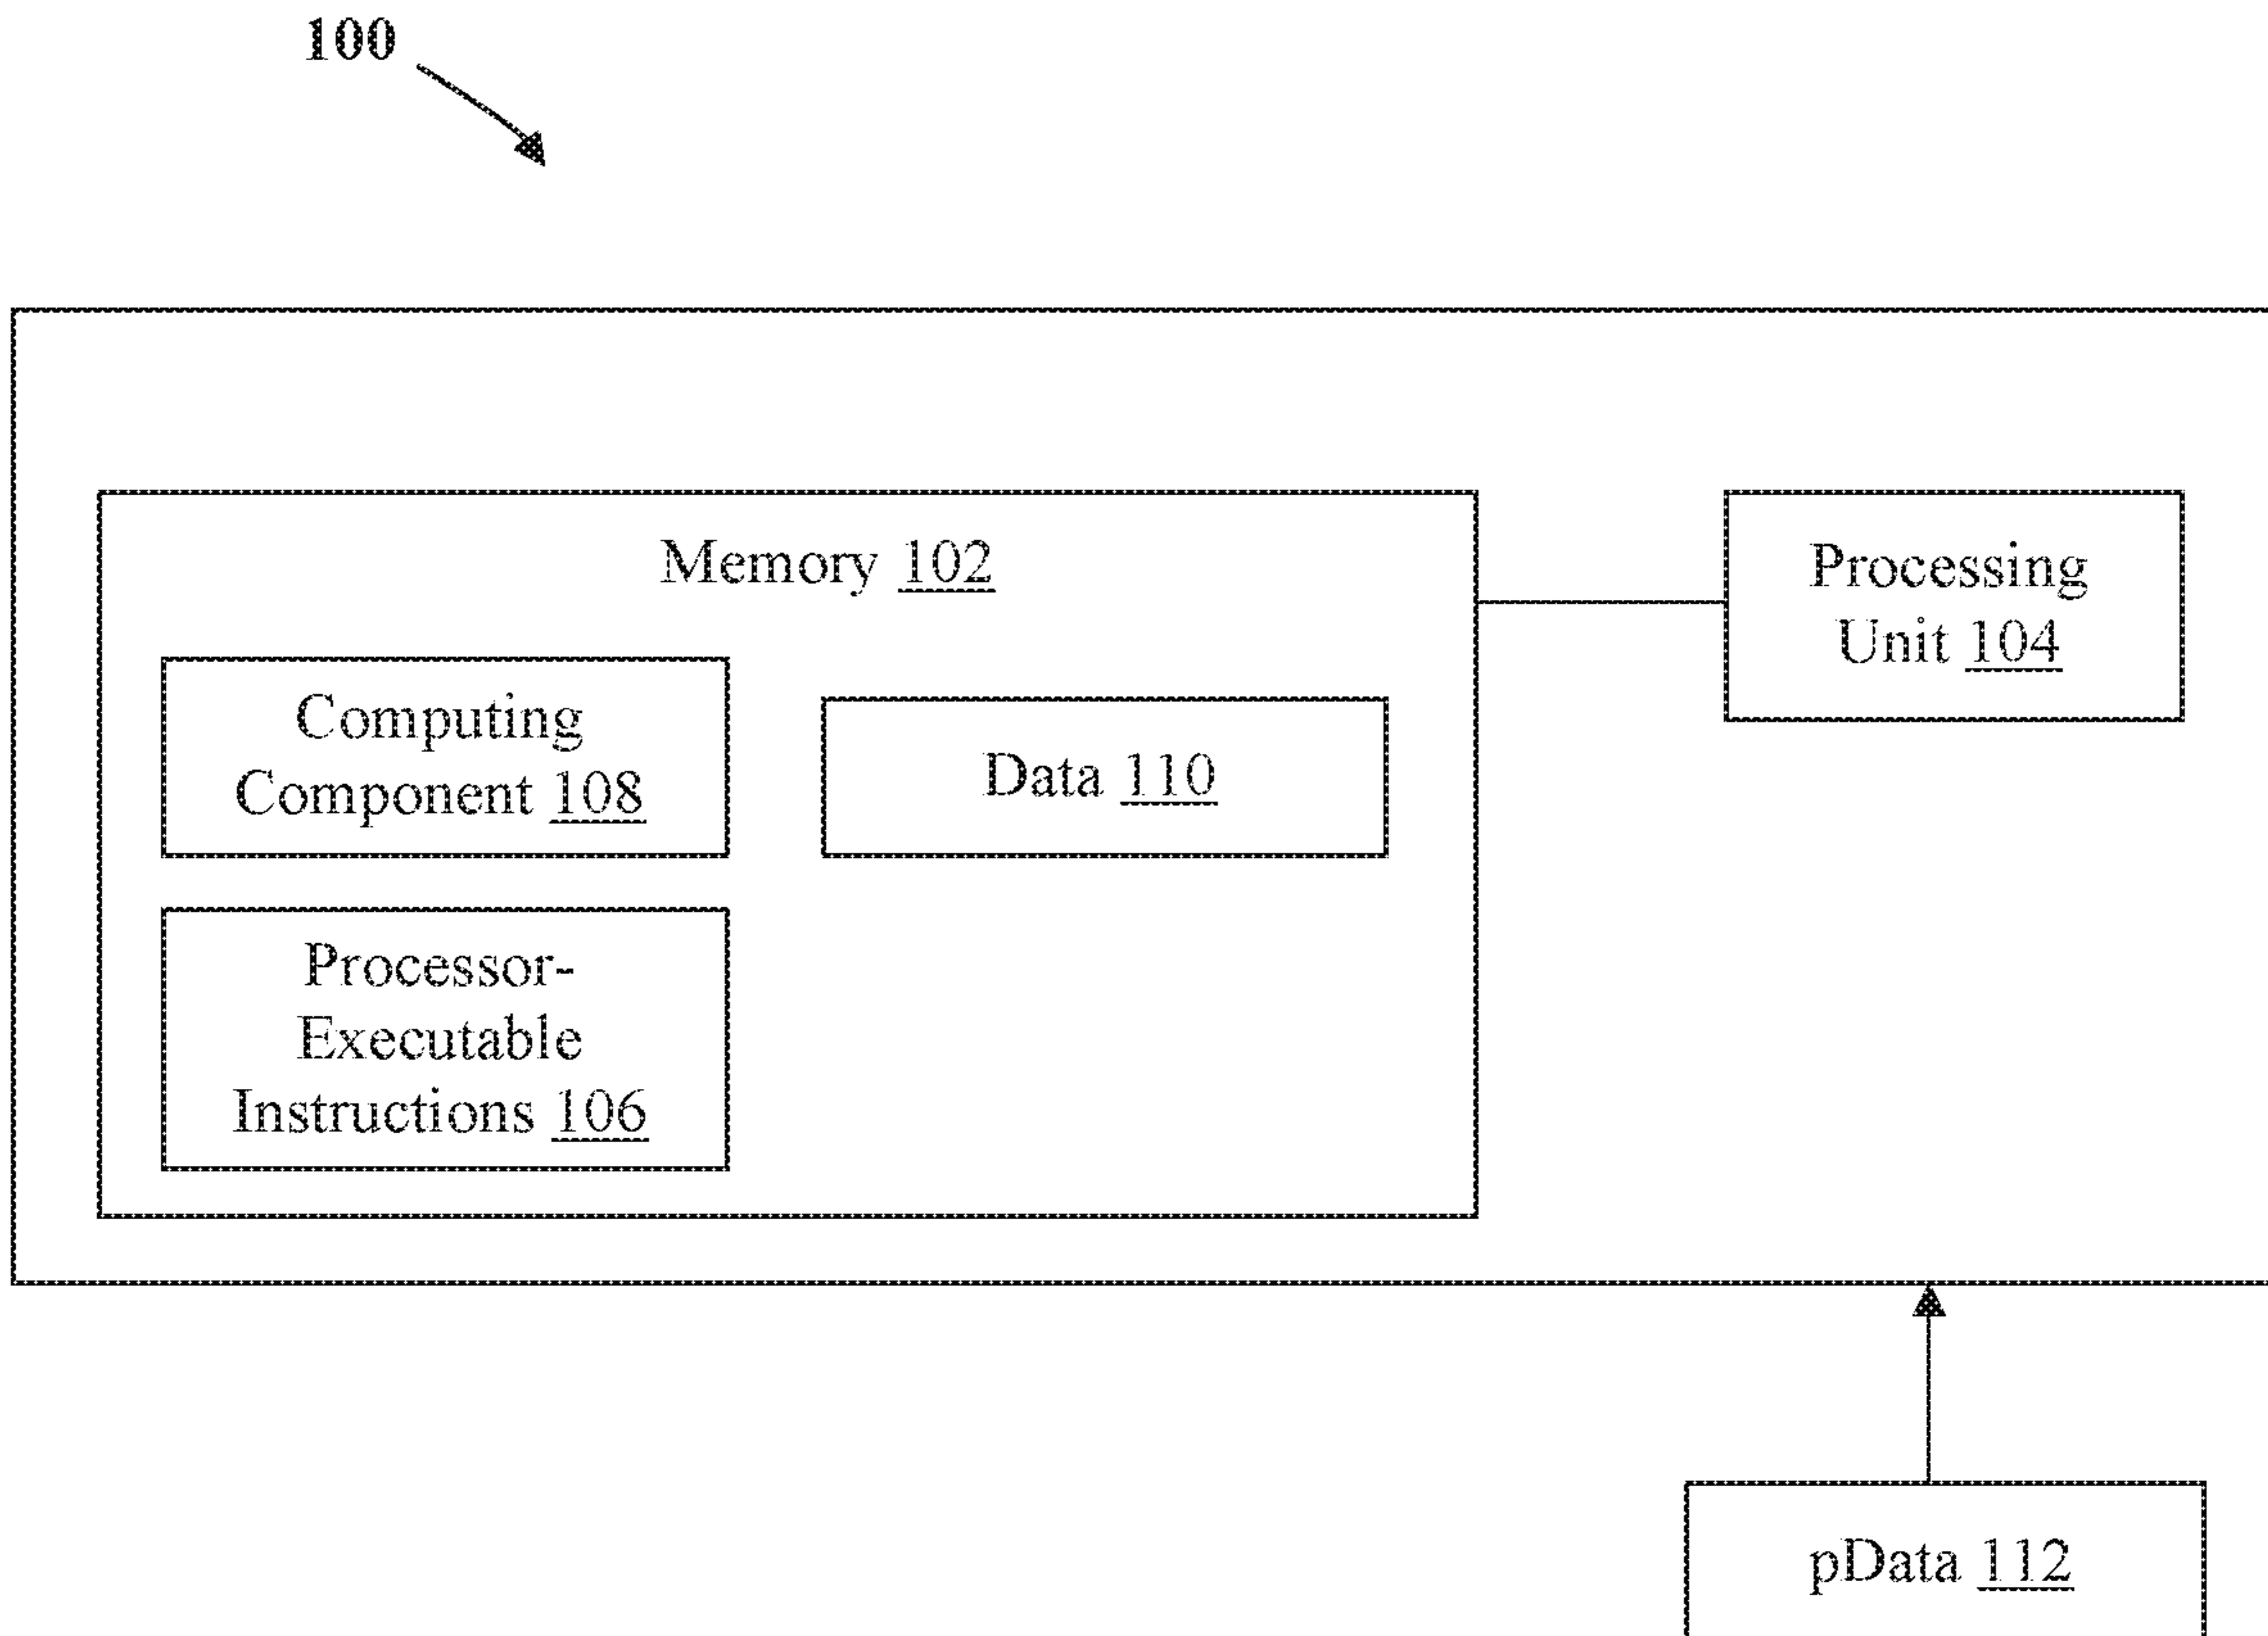 100
Memory 102
Processing
Unit 104
Computing
Component 108
Data 110
Processor-
Executable
Instructions 106
pData 112